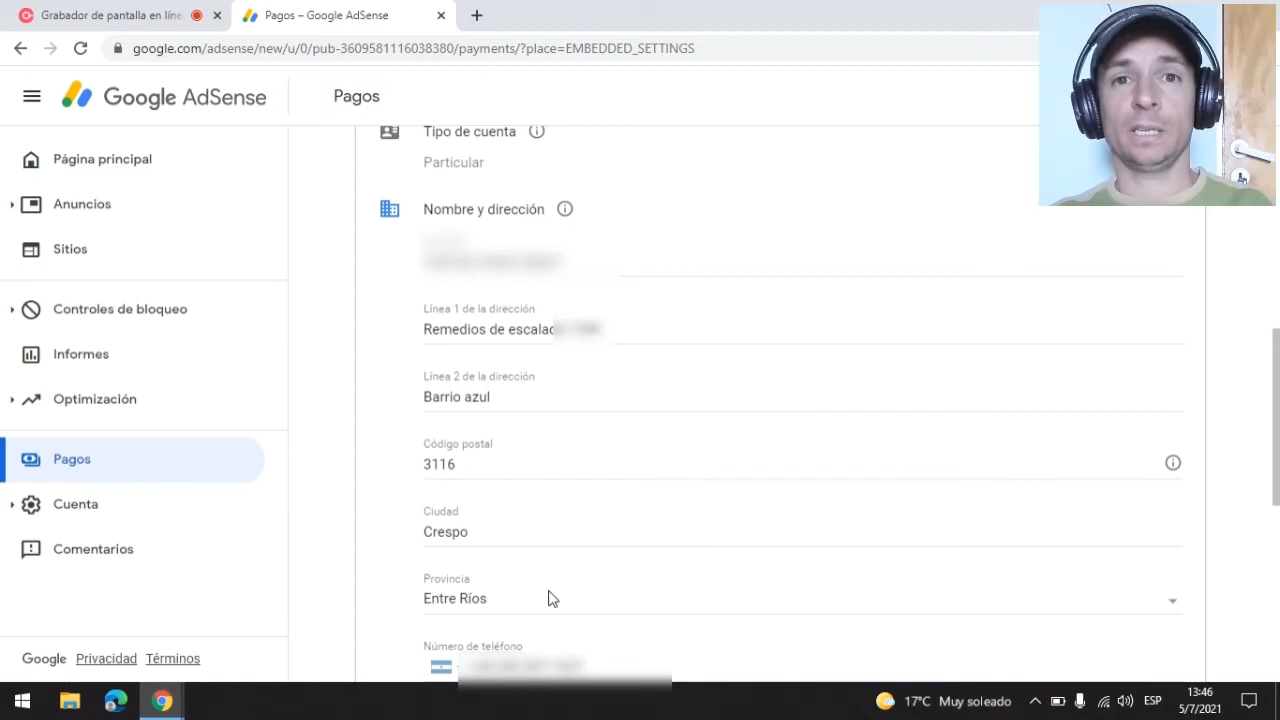 Grabador de pantalla en líne
Pagos – Google AdSense
google.com/adsense/new/u/0/pub-3609581116038380/payments/?place=EMBEDDED_SETTINGS
Google AdSense
Pagos
Página principal
Anuncios
Sitios
Controles de bloqueo
Informes
Optimización
Pagos
Cuenta
Comentarios
Google Privacidad Términos
Tipo de cuenta
Particular
Nombre y dirección
Línea 1 de la dirección
Remedios de
Línea 2 de la dirección
Barrio azul
Código postal
3116
Ciudad
Crespo
Provincia
Entre Ríos
Número de teléfono
17°C Muy soleado
ESP
13:46
5/7/2021